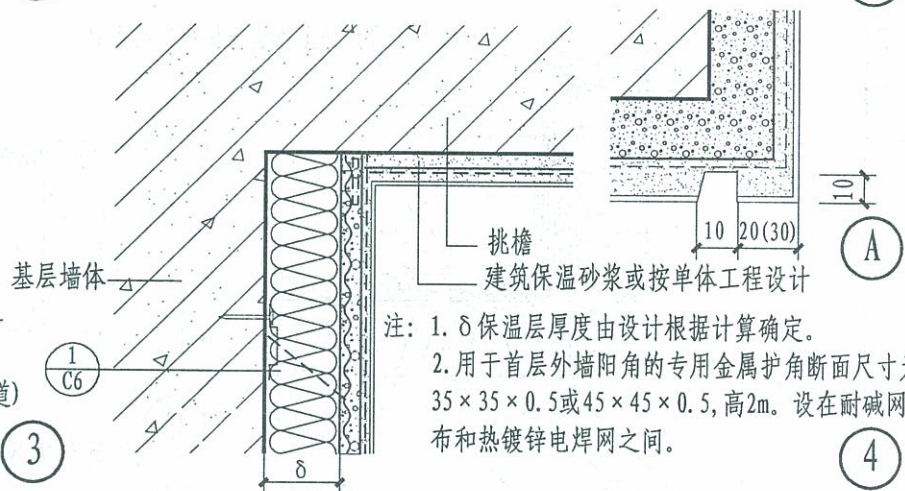 10
10 20(30)
A
挑檐
建筑保温砂浆或按单体工程设计
基层墙体
注: 1. δ保温层厚度由设计根据计算确定。
2.用于首层外墙阳角的专用金属护角断面尺寸为
35×35×0.5或45×45×0.5,高2m。设在耐碱网
布和热镀锌电焊网之间。
1
C6
道)
3
4
δ